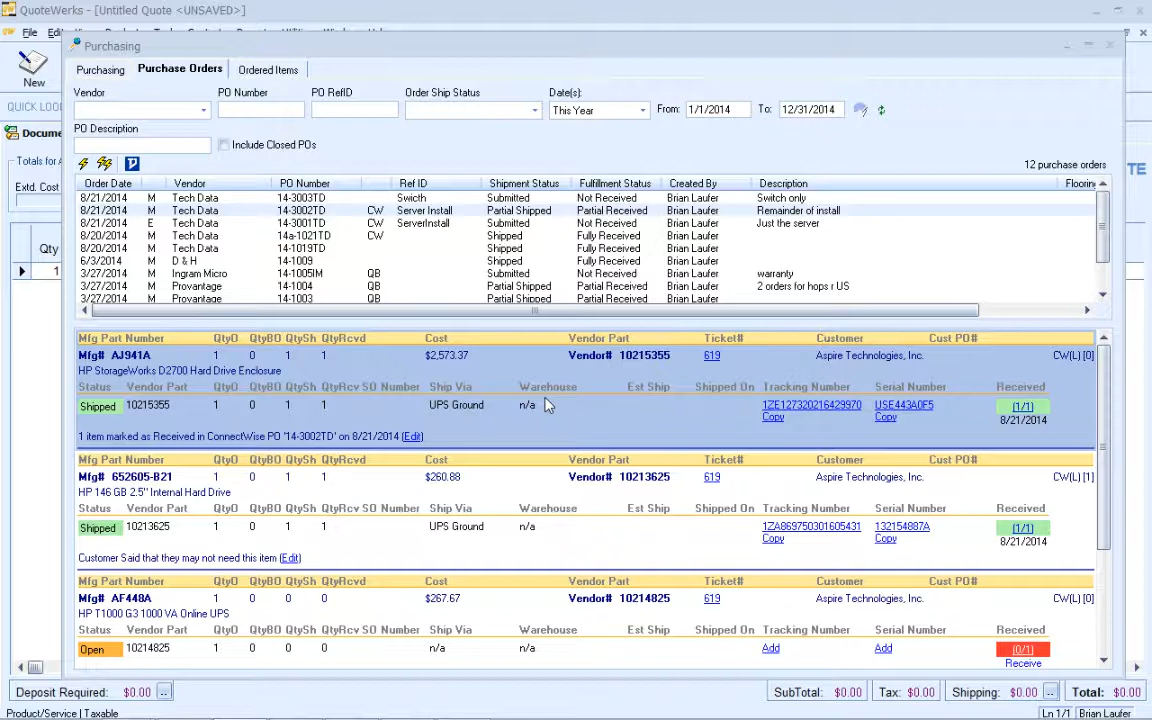 QuoteWerks - [Untitled Quote <UNSAVED>]
File
Purchasing
New
Purchasing Purchase Orders Ordered Items
QUICK LOO
Vendor PO Number PO RefID Order Ship Status Date(s):
This Year From: 1/1/2014 To: 12/31/2014
Docume
PO Description
Include Closed POs
Totals for A
12 purchase orders
TE
Extd. Cost
Order Date Vendor PO Number Ref ID Shipment Status Fulfillment Status Created By Description Floorin
8/21/2014 M Tech Data 14-3003TD Swicth Submitted Not Received Brian Laufer Switch only
8/21/2014 M Tech Data 14-3002TD CW Server Install Partial Shipped Partial Received Brian Laufer Remainder of install
8/21/2014 E Tech Data 14-3001TD CW ServerInstall Submitted Not Received Brian Laufer Just the server
8/20/2014 M Tech Data 14a-1021TD CW Shipped Fully Received Brian Laufer
8/20/2014 M Tech Data 14-1019TD Shipped Fully Received Brian Laufer
6/3/2014 M D & H 14-1009 Shipped Fully Received Brian Laufer
3/27/2014 M Ingram Micro 14-1005IM QB Submitted Not Received Brian Laufer warranty
3/27/2014 M Provantage 14-1004 QB Partial Shipped Partial Received Brian Laufer 2 orders for hops r US
3/27/2014 M Provantage 14-1003 QB Partial Shipped Partial Received Brian Laufer
Qty
1
Mfg Part Number QtyO QtyBO QtySh QtyRcvd Cost Vendor Part Ticket# Customer Cust PO#
Mfg# AJ941A 1 0 1 1 $2,573.37 Vendor# 10215355 619 Aspire Technologies, Inc. CW(L) [0]
HP StorageWorks D2700 Hard Drive Enclosure
Status Vendor Part QtyO QtyBO QtySh QtyRcv SO Number Ship Via Warehouse Est Ship Shipped On Tracking Number Serial Number Received
Shipped 10215355 1 0 1 1 UPS Ground n/a 1ZE127320216429970 USE443A0F5 (1/1)
Copy Copy 8/21/2014
1 item marked as Received in ConnectWise PO '14-3002TD' on 8/21/2014 (Edit)
Mfg Part Number QtyO QtyBO QtySh QtyRcvd Cost Vendor Part Ticket# Customer Cust PO#
Mfg# 652605-B21 1 0 1 1 $260.88 Vendor# 10213625 619 Aspire Technologies, Inc. CW(L) [1]
HP 146 GB 2.5" Internal Hard Drive
Status Vendor Part QtyO QtyBO QtySh QtyRcv SO Number Ship Via Warehouse Est Ship Shipped On Tracking Number Serial Number Received
Shipped 10213625 1 0 1 1 UPS Ground n/a 1ZA869750301605431 132154887A (1/1)
Copy Copy 8/21/2014
Customer Said that they may not need this item (Edit)
Mfg Part Number QtyO QtyBO QtySh QtyRcvd Cost Vendor Part Ticket# Customer Cust PO#
Mfg# AF448A 1 0 0 0 $267.67 Vendor# 10214825 619 Aspire Technologies, Inc. CW(L) [0]
HP T1000 G3 1000 VA Online UPS
Status Vendor Part QtyO QtyBO QtySh QtyRcv SO Number Ship Via Warehouse Est Ship Shipped On Tracking Number Serial Number Received
Open 10214825 1 0 0 0 n/a n/a Add Add (0/1)
Receive
Deposit Required: $0.00 .. SubTotal: $0.00 Tax: $0.00 Shipping: $0.00 .. Total: $0.00
Product/Service | Taxable Ln 1/1 Brian Laufer